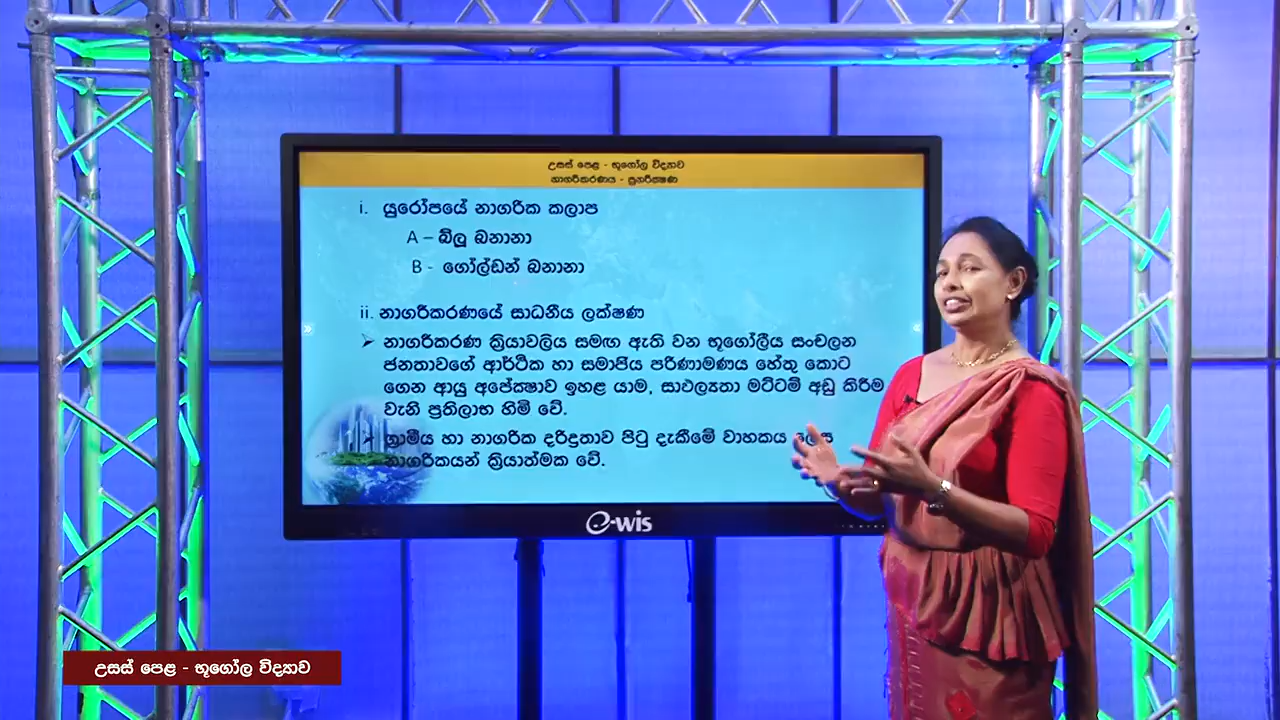 උසස් පෙළ - භූගෝල විද්‍යාව
නාගරීකරණය - පුනරීක්ෂණ
i. යුරෝපයේ නාගරික කලාප
A – බ්ලූ බනානා
B - ගෝල්ඩන් බනානා
ii. නාගරීකරණයේ සාධනීය ලක්ෂණ
➢ නාගරීකරණ ක්‍රියාවලිය සමඟ ඇති වන භූගෝලීය සංචලන
ජනතාවගේ ආර්ථික හා සමාජීය පරිණාමණය හේතු කොට
ගෙන ආයු අපේක්ෂාව ඉහළ යාම, සාඵල්‍යතා මට්ටම් අඩු කිරීම
වැනි ප්‍රතිලාභ හිමි වේ.
➢ ග්‍රාමීය හා නාගරික දරිද්‍රතාව පිටු දැකීමේ වාහකය ලෙස
නාගරිකයන් ක්‍රියාත්මක වේ.
e-wis
උසස් පෙළ - භූගෝල විද්‍යාව